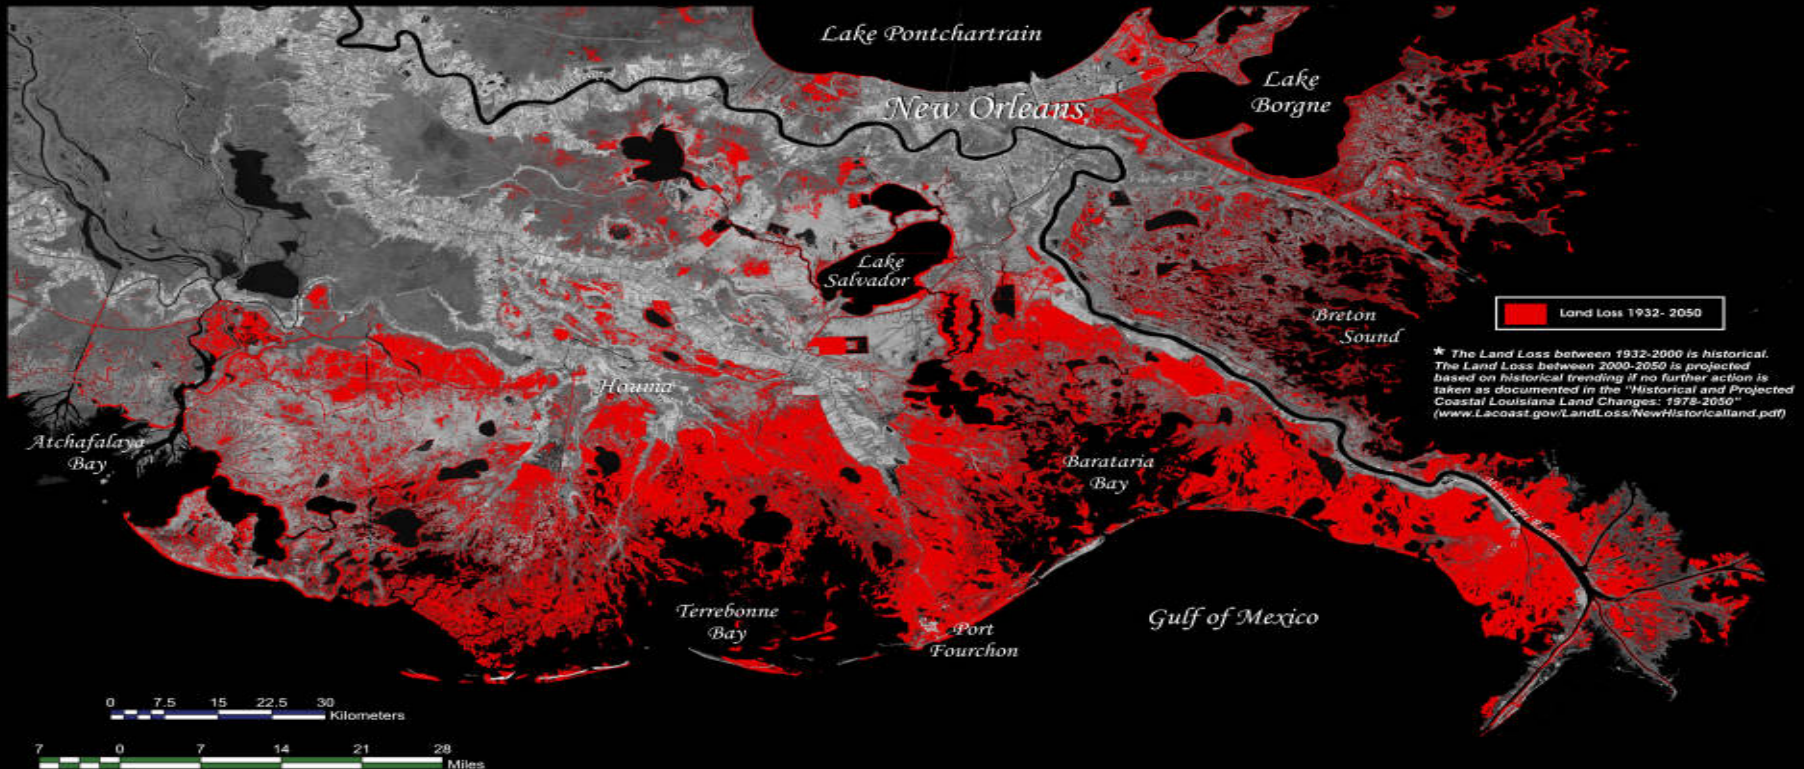 Lake Pontchartrain
Lake
Borgne
New Orleans
Lake
Salvador
Breton
Sound
Land Loss 1932- 2050
* The Land Loss between 1932-2000 is historical.
The Land Loss between 2000-2050 is projected
based on historical trending if no further action is
taken as documented in the "Historical and Projected
Coastal Louisiana Land Changes: 1978-2050"
(www.Lacoast.gov/LandLoss/NewHistoricalland.pdf)
Houma
Atchafalaya
Bay
Barataria
Bay
Mississippi River
Terrebonne
Bay
Port
Fourchon
Gulf of Mexico
0 7.5 15 22.5 30
Kilometers
7 0 7 14 21 28
Miles